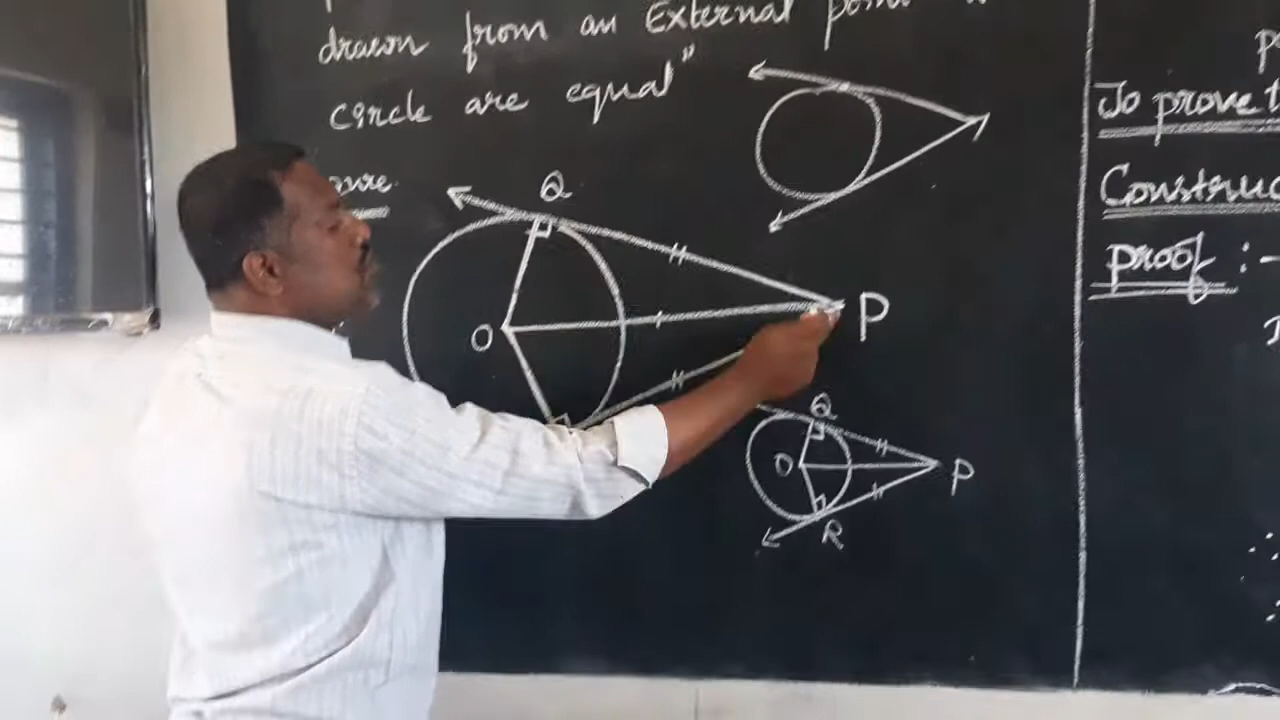 drawn from an External point
circle are equal"
Q
O
P
Q
O
P
R
To prove
Construc
Proof :-